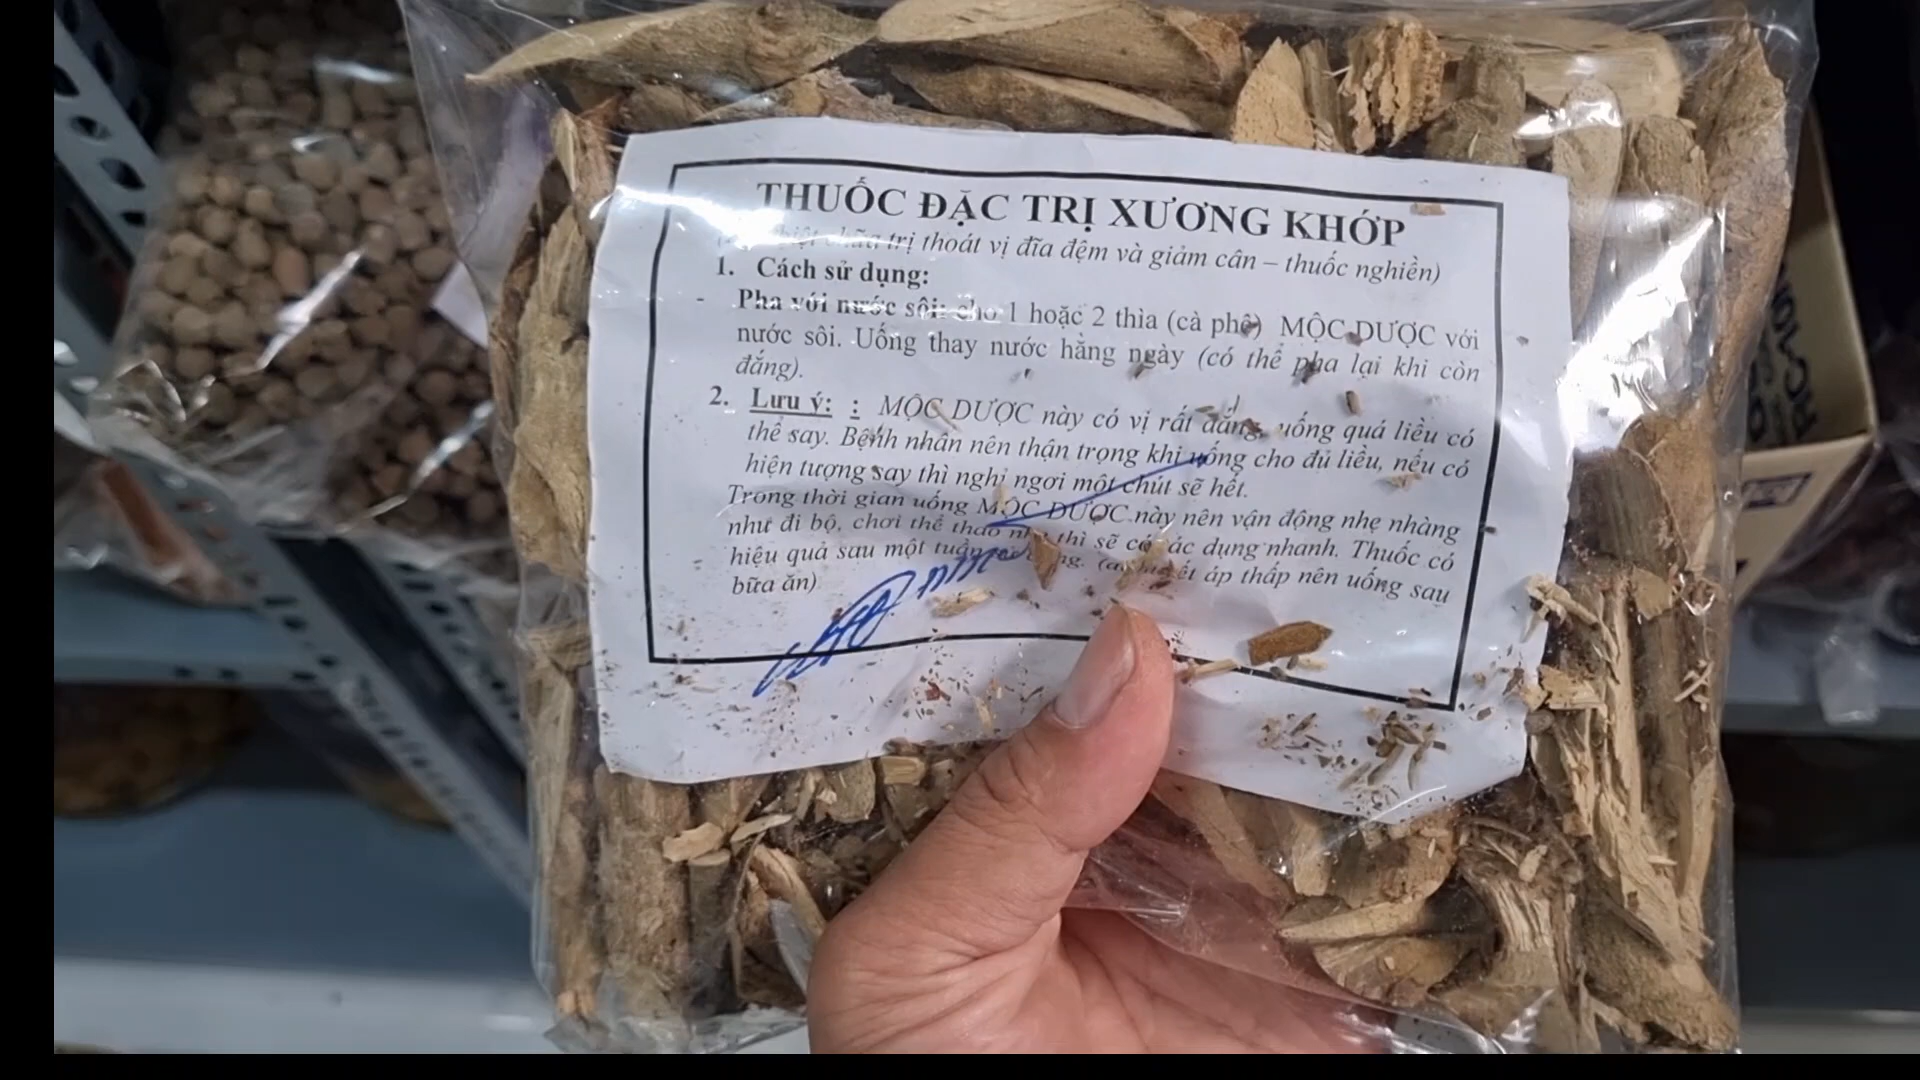 THUỐC ĐẶC TRỊ XƯƠNG KHỚP
chữa trị thoát vị đĩa đệm và giảm cân – thuốc nghiền)
1. Cách sử dụng:
- Pha với nước sôi: cho 1 hoặc 2 thìa (cà phê) MỘC DƯỢC với
nước sôi. Uống thay nước hằng ngày (có thể pha lại khi còn
đắng).
2. Lưu ý: : MỘC DƯỢC này có vị rất đắng, uống quá liều có
thể say. Bệnh nhân nên thận trọng khi uống cho đủ liều, nếu có
hiện tượng say thì nghỉ ngơi một chút sẽ hết.
Trong thời gian uống MỘC DƯỢC này nên vận động nhẹ nhàng
như đi bộ, chơi thể thao nhẹ thì sẽ có tác dụng nhanh. Thuốc có
hiệu quả sau một tuần áp thấp nên uống sau
bữa ăn)